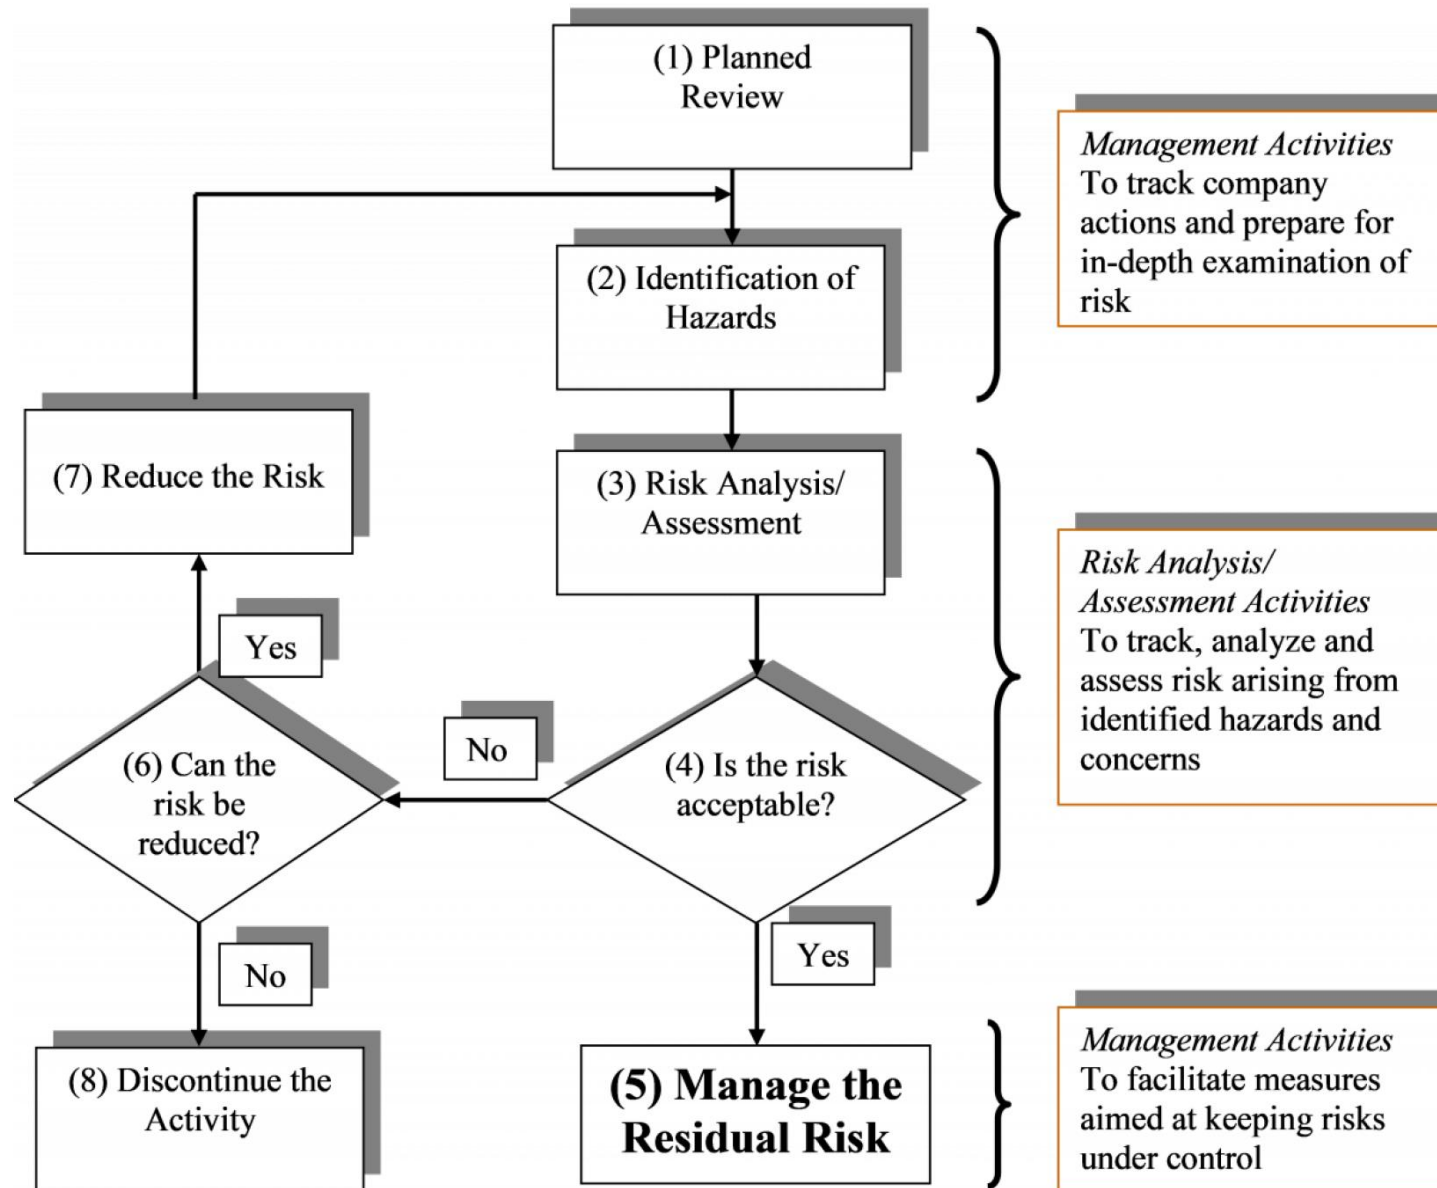 (1) Planned
Review
Management Activities
To track company
actions and prepare for
in-depth examination of
risk
(2) Identification of
Hazards
(7) Reduce the Risk
(3) Risk Analysis/
Assessment
Risk Analysis/
Assessment Activities
To track, analyze and
assess risk arising from
identified hazards and
concerns
Yes
No
(6) Can the
risk be
reduced?
(4) Is the risk
acceptable?
No
Yes
(8) Discontinue the
Activity
(5) Manage the
Residual Risk
Management Activities
To facilitate measures
aimed at keeping risks
under control